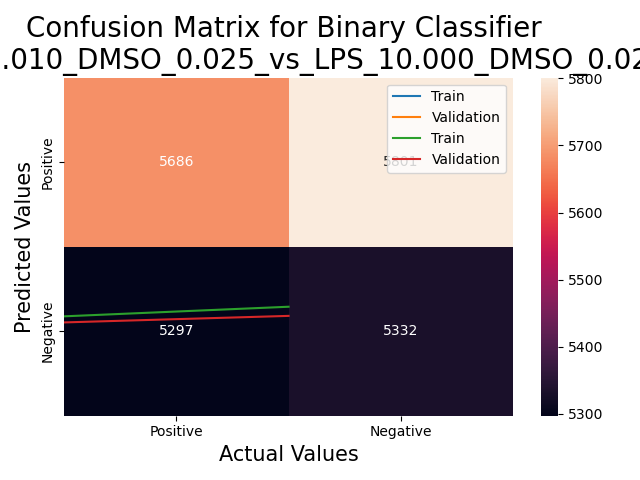 Confusion Matrix for Binary Classifier
.010_DMSO_0.025_vs_LPS_10.000_DMSO_0.02
Train
Validation
Train
Validation
5686
5801
5297
5332
Positive
Negative
Predicted Values
Positive
Negative
Actual Values
5800
5700
5600
5500
5400
5300